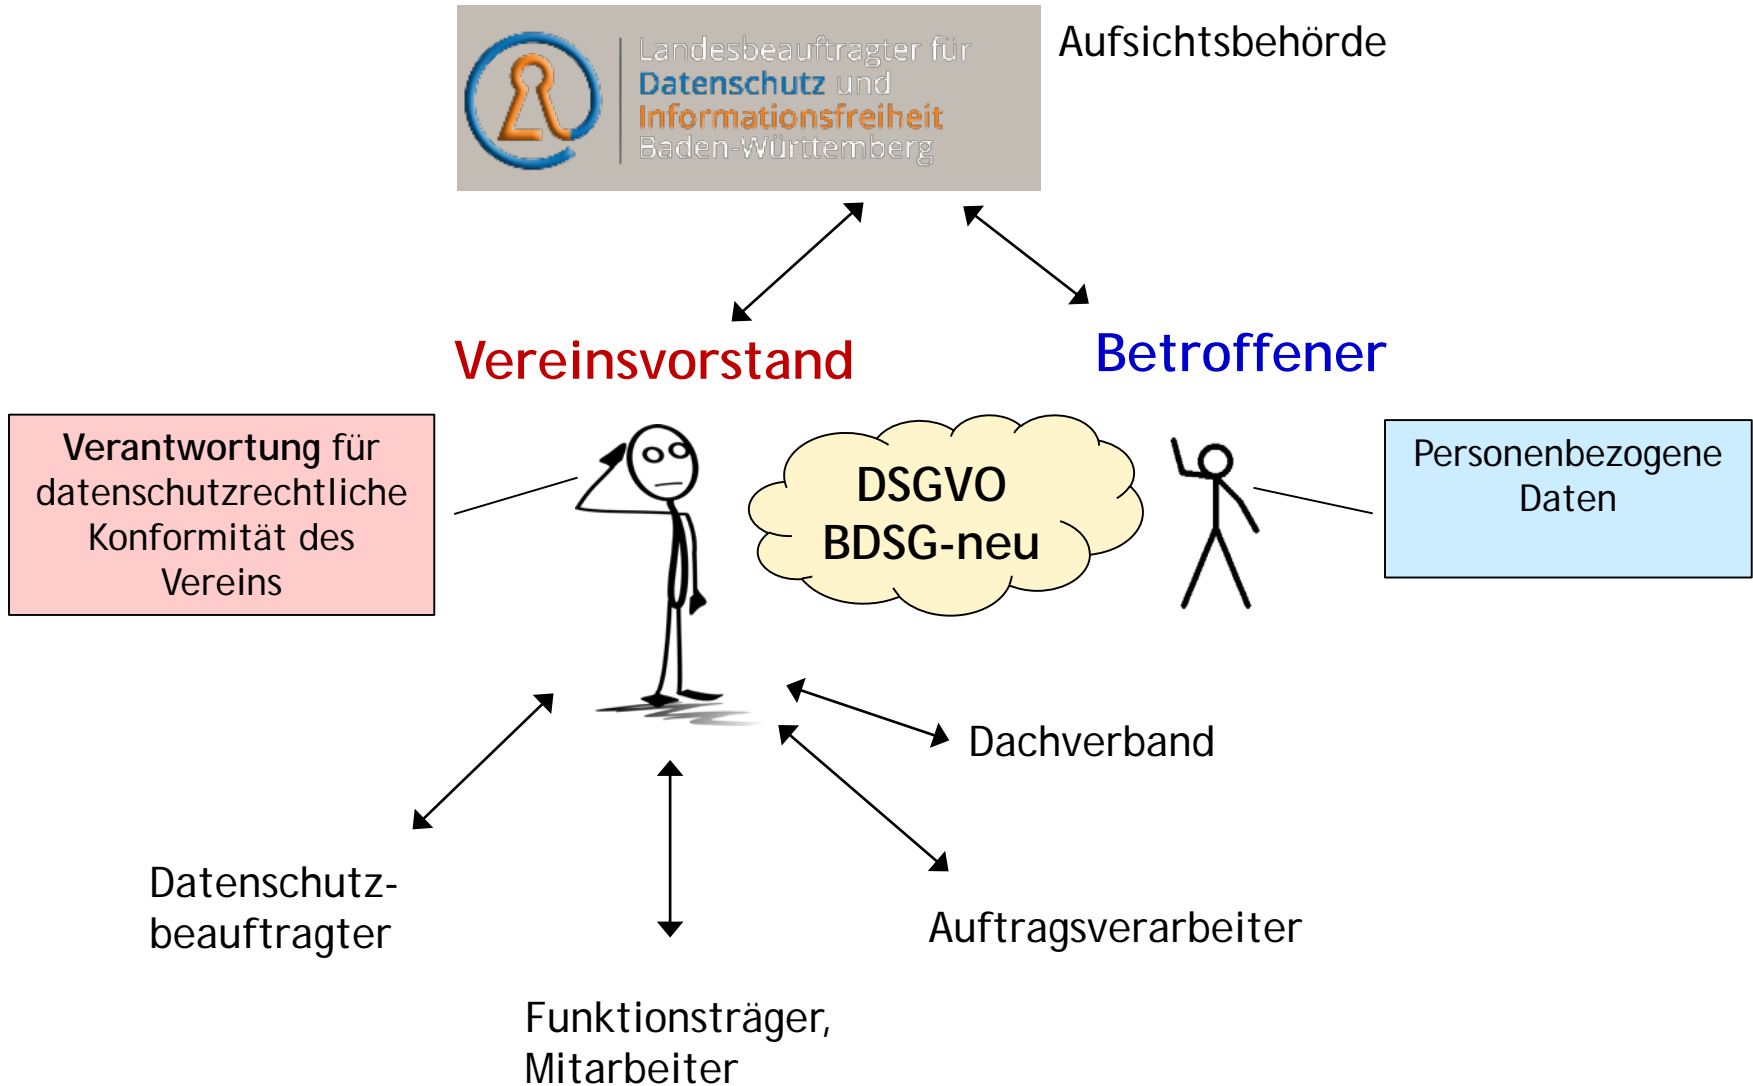 Landesbeauftragter für
Datenschutz und
Informationsfreiheit
Baden-Württemberg
Aufsichtsbehörde
Vereinsvorstand
Betroffener
Verantwortung für
datenschutzrechtliche
Konformität des
Vereins
DSGVO
BDSG-neu
Personenbezogene
Daten
Dachverband
Datenschutz-
beauftragter
Auftragsverarbeiter
Funktionsträger,
Mitarbeiter